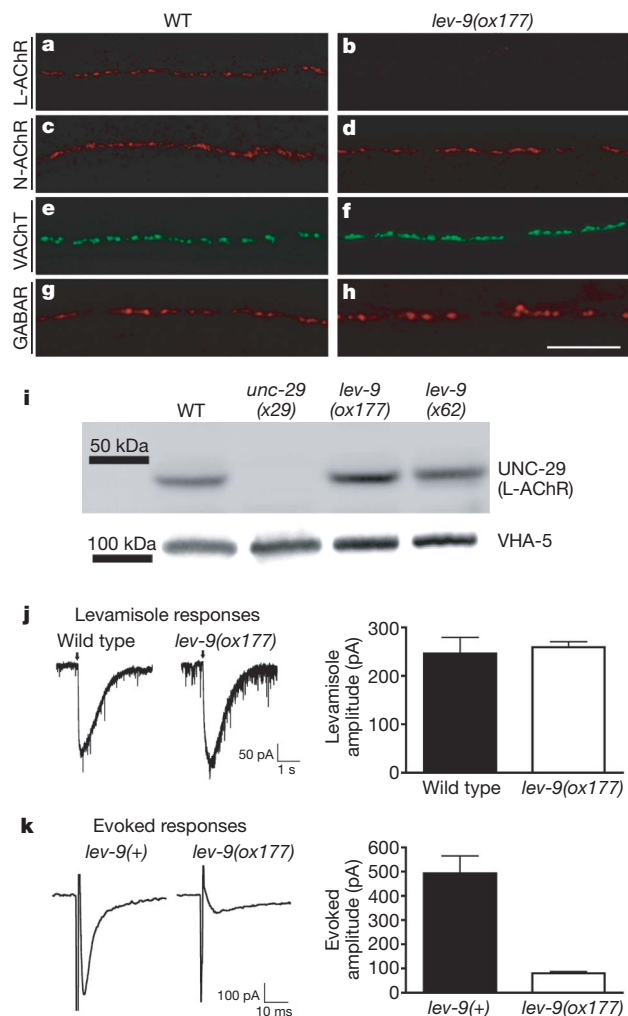 WT lev-9(ox177)
L-AChR a b
N-AChR c d
VAChT e f
GABAR g h
i
WT unc-29 (x29) lev-9 (ox177) lev-9 (x62)
50 kDa
UNC-29 (L-AChR)
100 kDa
VHA-5
j Levamisole responses
Wild type lev-9(ox177)
50 pA
1 s
Levamisole amplitude (pA)
300
200
100
0
Wild type lev-9(ox177)
k Evoked responses
lev-9(+) lev-9(ox177)
100 pA
10 ms
Evoked amplitude (pA)
600
500
400
300
200
100
0
lev-9(+) lev-9(ox177)